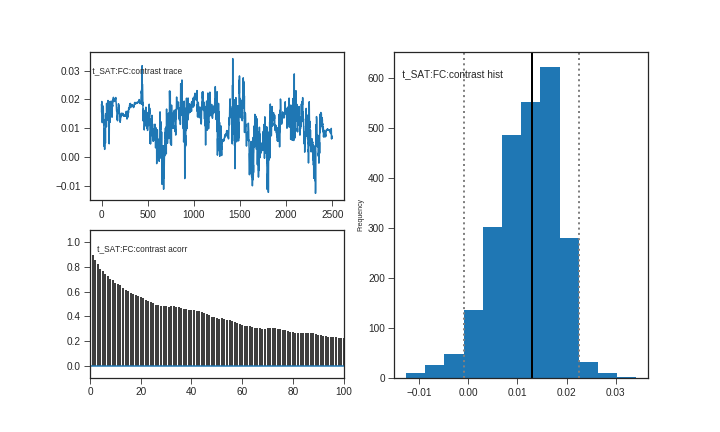 t_SAT:FC:contrast trace
0.03
0.02
0.01
0.00
−0.01
0 500 1000 1500 2000 2500
t_SAT:FC:contrast acorr
1.0
0.8
0.6
0.4
0.2
0.0
0 20 40 60 80 100
t_SAT:FC:contrast hist
Frequency
600
500
400
300
200
100
0
−0.01 0.00 0.01 0.02 0.03